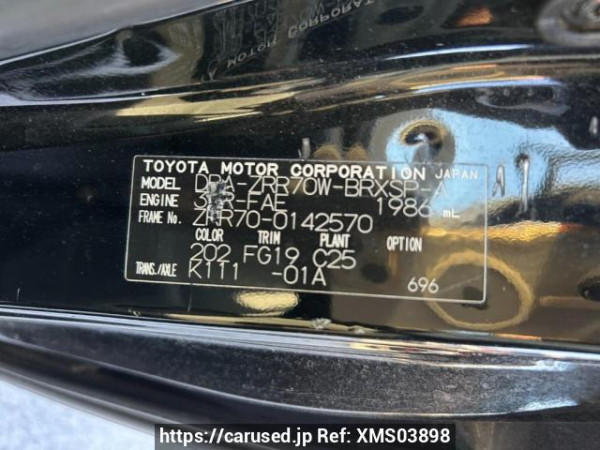 TOYOTA MOTOR CORPORATION JAPAN
MODEL DBA-ZRR70W-BRXSP-A
ENGINE 3ZR-FAE 1986 mL
FRAME No. ZRR70-0142570
COLOR TRIM PLANT OPTION
202 FG19 C25
TRANS./AXLE K111 -01A
696
https://carused.jp Ref. No: XMS03898